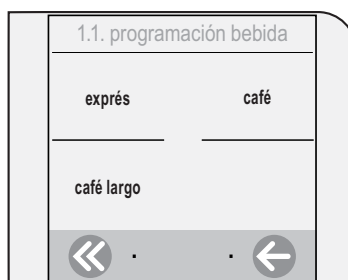 1.1. programación bebida
exprés café
café largo